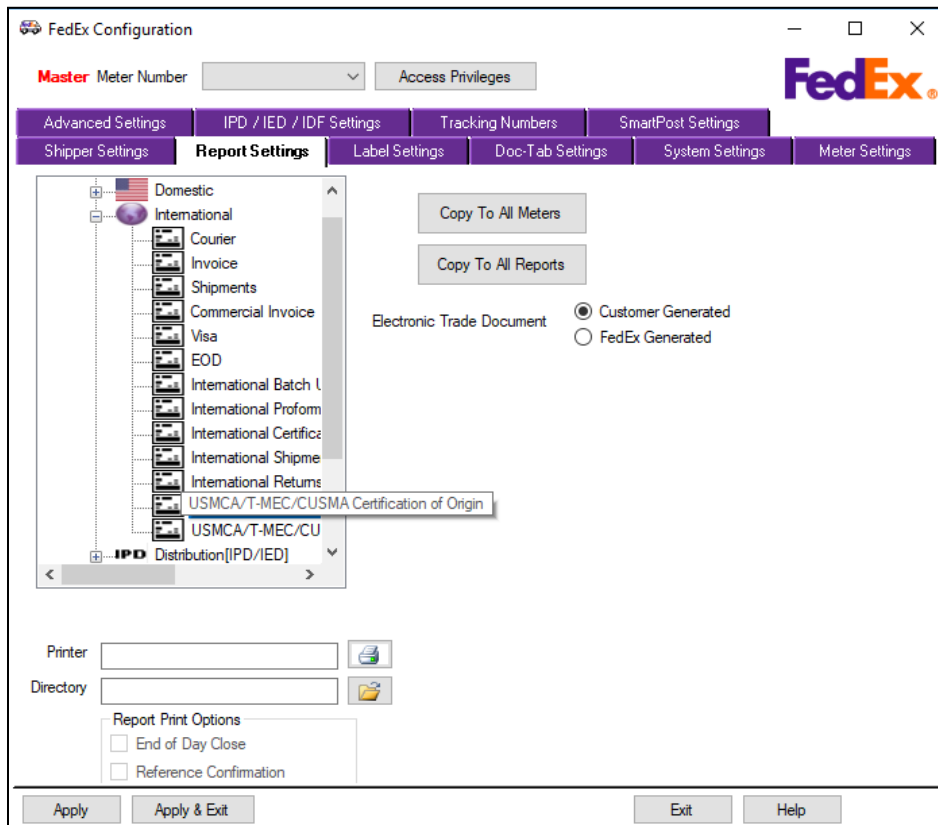 FedEx Configuration
Master Meter Number
Access Privileges
FedEx ®
Advanced Settings
IPD / IED / IDF Settings
Tracking Numbers
SmartPost Settings
Shipper Settings
Report Settings
Label Settings
Doc-Tab Settings
System Settings
Meter Settings
Domestic
International
Courier
Invoice
Shipments
Commercial Invoice
Visa
EOD
International Batch U
International Proform
International Certifica
International Shipme
International Returns
USMCA/T-MEC/CUSMA Certification of Origin
USMCA/T-MEC/CU
IPD Distribution[IPD/IED]
Copy To All Meters
Copy To All Reports
Electronic Trade Document
Customer Generated
FedEx Generated
Printer
Directory
Report Print Options
End of Day Close
Reference Confirmation
Apply
Apply & Exit
Exit
Help